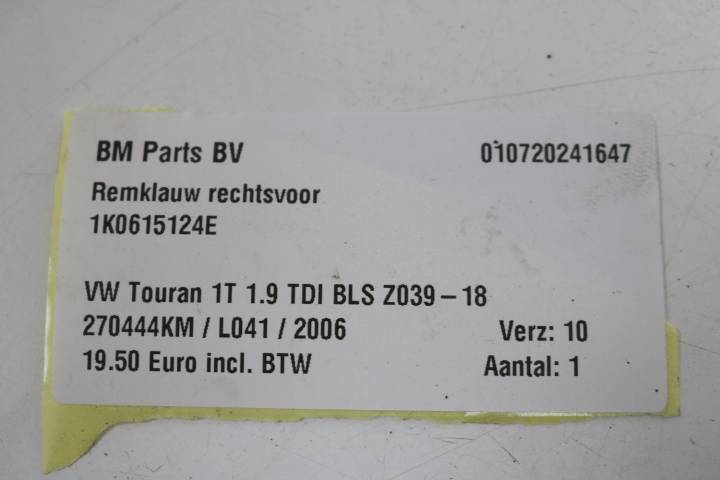 BM Parts BV 010720241647
Remklauw rechtsvoor
1K0615124E
VW Touran 1T 1.9 TDI BLS Z039-18
270444KM / L041 / 2006 Verz: 10
19.50 Euro incl. BTW Aantal: 1